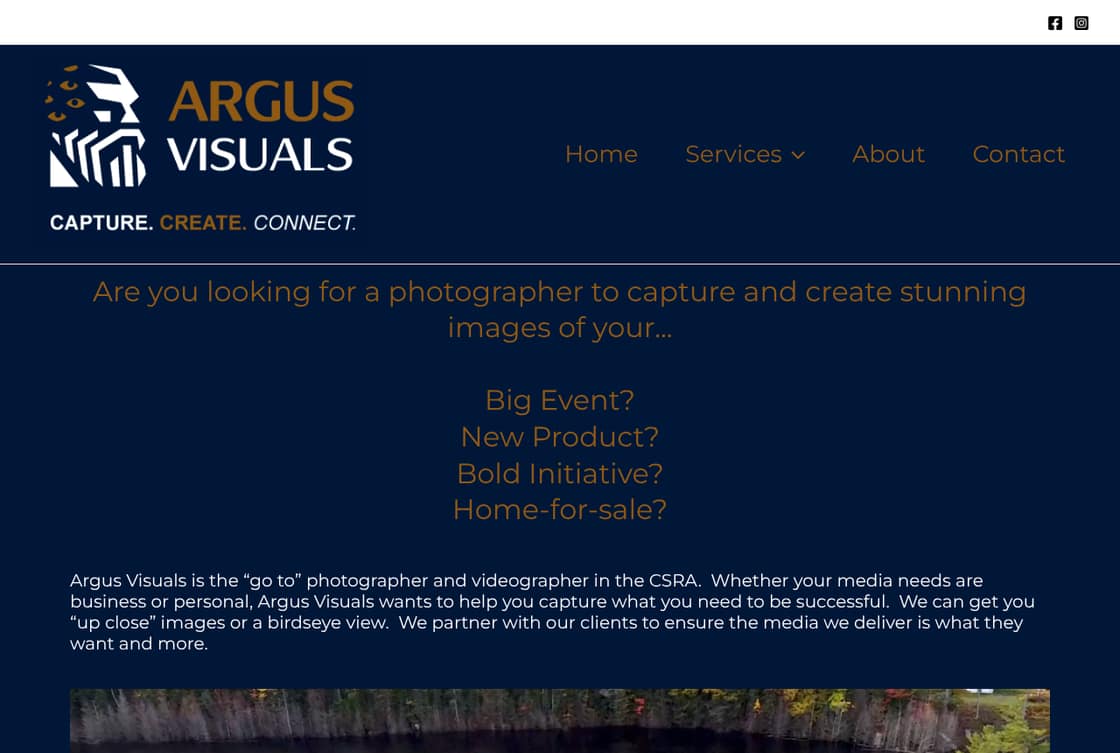 ARGUS
VISUALS
CAPTURE. CREATE. CONNECT.
Home
Services
About
Contact
Are you looking for a photographer to capture and create stunning
images of your...
Big Event?
New Product?
Bold Initiative?
Home-for-sale?
Argus Visuals is the “go to” photographer and videographer in the CSRA.  Whether your media needs are
business or personal, Argus Visuals wants to help you capture what you need to be successful.  We can get you
“up close” images or a birdseye view.  We partner with our clients to ensure the media we deliver is what they
want and more.